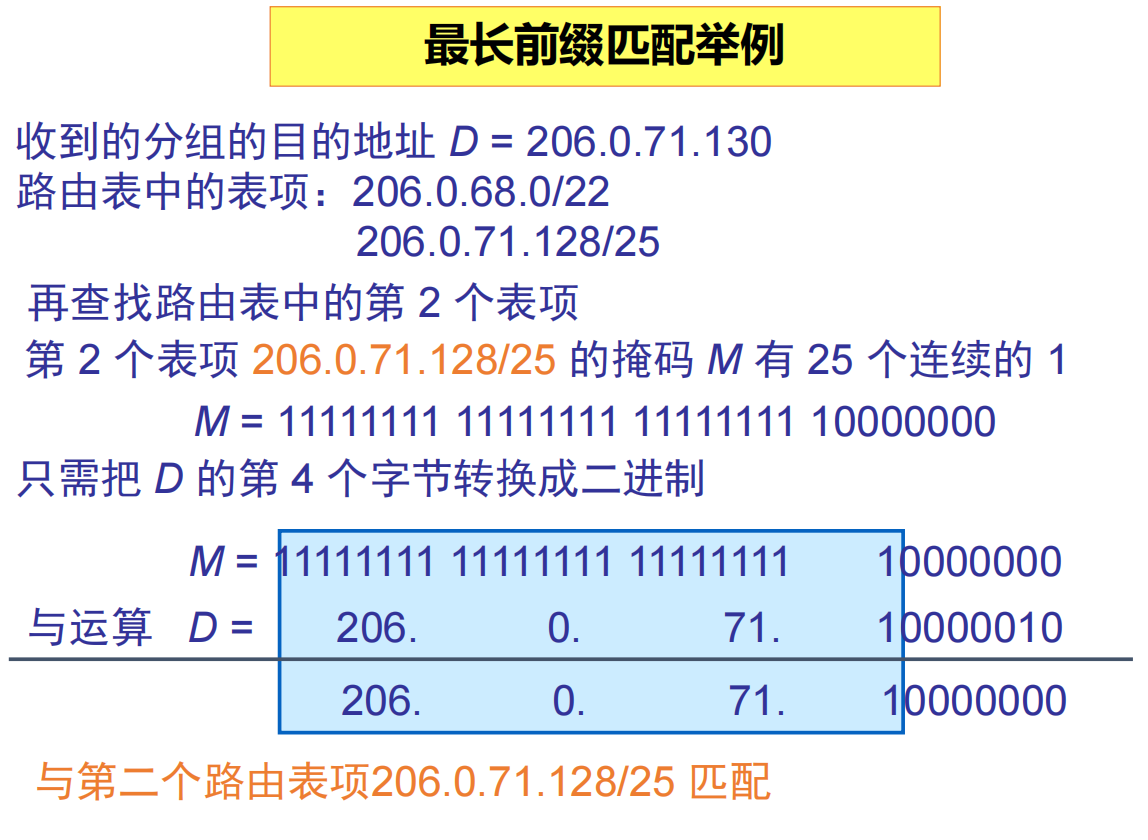 最长前缀匹配举例
收到的分组的目的地址 D = 206.0.71.130
路由表中的表项：206.0.68.0/22
206.0.71.128/25
再查找路由表中的第 2 个表项
第 2 个表项 206.0.71.128/25 的掩码 M 有 25 个连续的 1
M = 11111111 11111111 11111111 10000000
只需把 D 的第 4 个字节转换成二进制
M = 11111111 11111111 11111111 10000000
与运算 D = 206. 0. 71. 10000010
206. 0. 71. 10000000
与第二个路由表项206.0.71.128/25 匹配